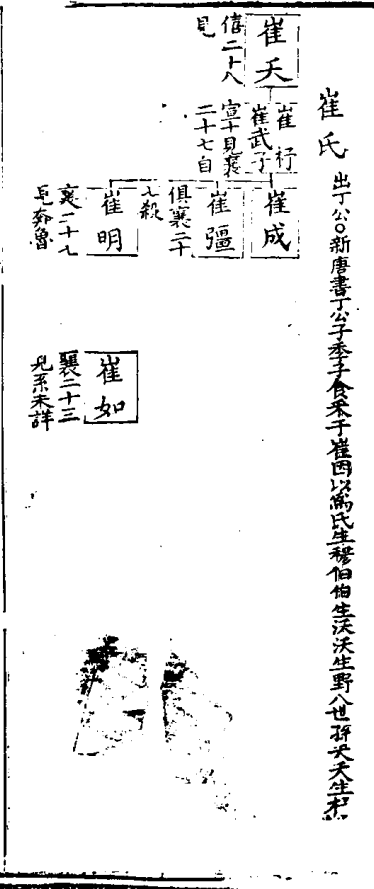 崔氏 出丁公○新唐書丁公子季子食采于崔因以為氏生穆伯伯生沃沃生野八世孫夭夭生杼
崔夭
僖二十八
見
崔杼
崔武子
宣十見襄
二十七自
崔成
崔彊
俱襄二十
七殺
崔明
襄二十七
見奔魯
崔如
襄二十三
見系未詳